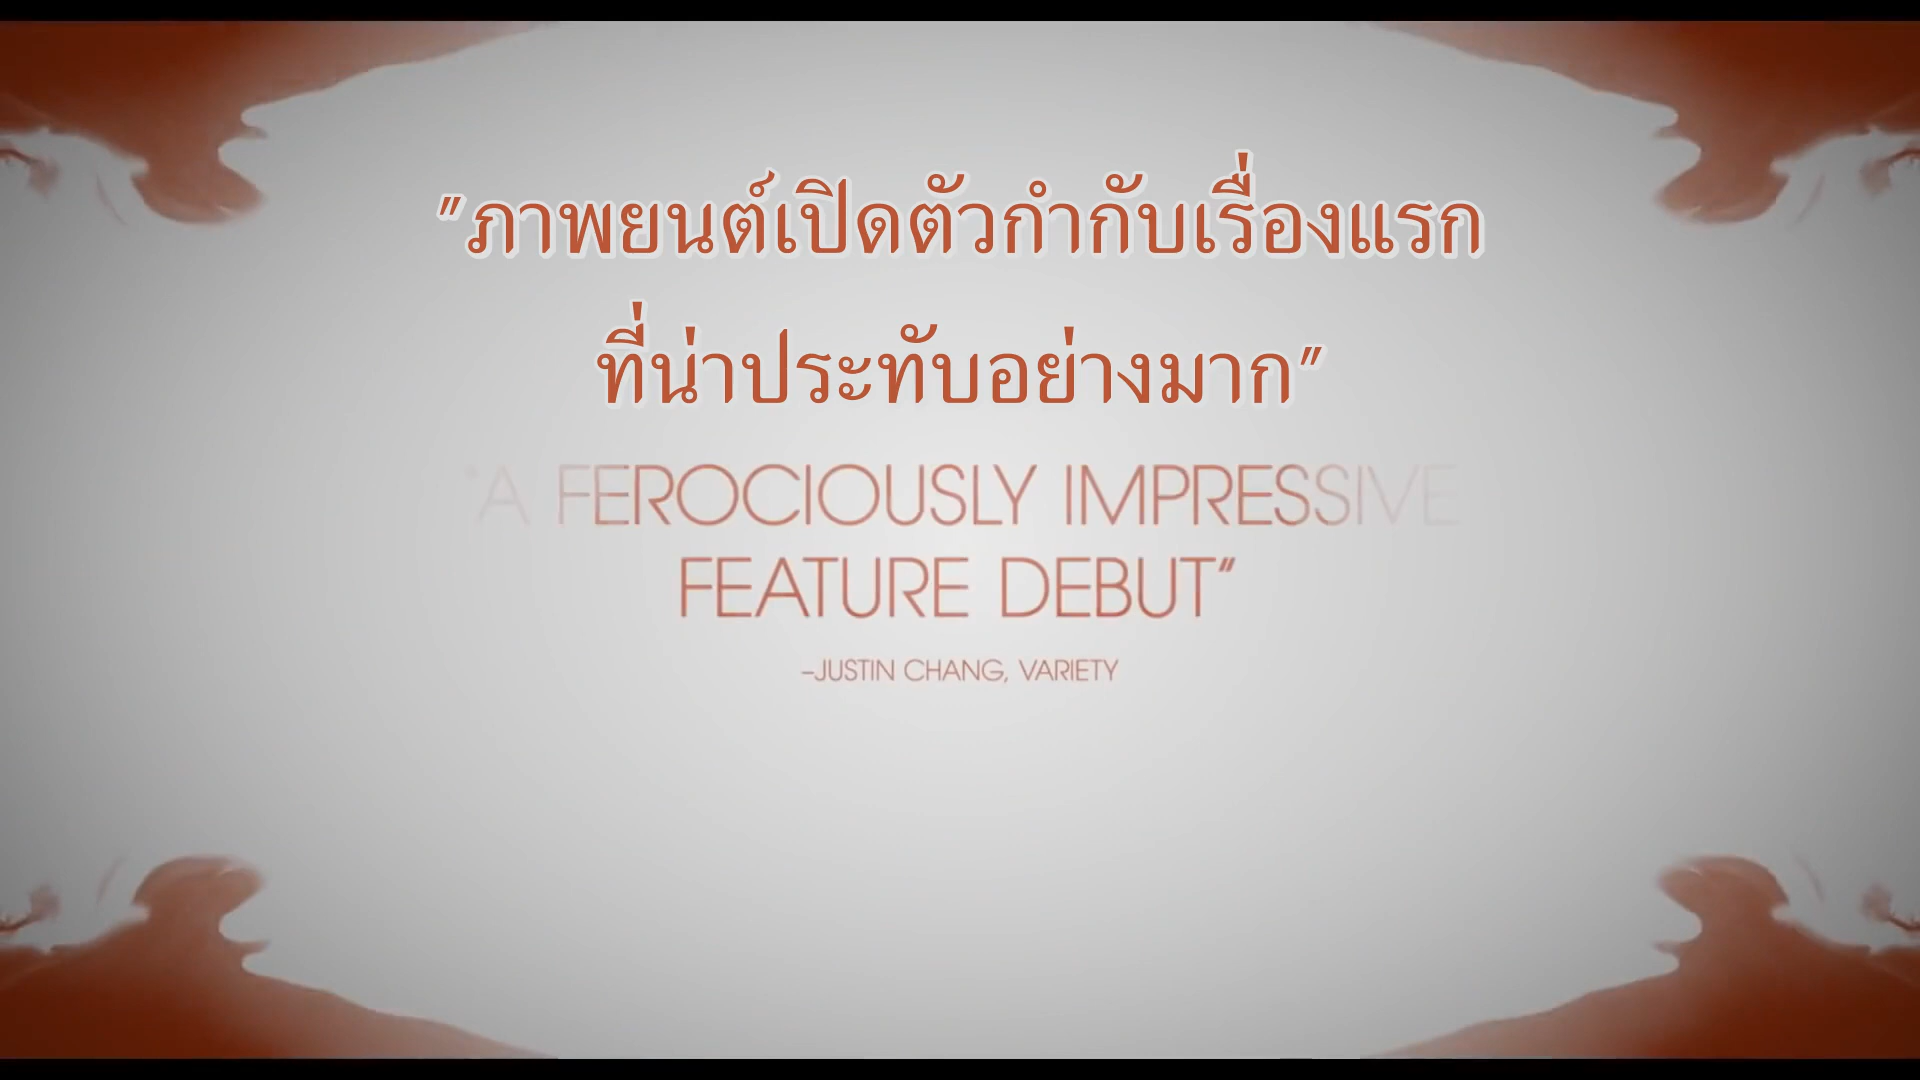 "ภาพยนต์เปิดตัวกำกับเรื่องแรก
ที่น่าประทับอย่างมาก"
"A FEROCIOUSLY IMPRESSIVE
FEATURE DEBUT"
–JUSTIN CHANG, VARIETY